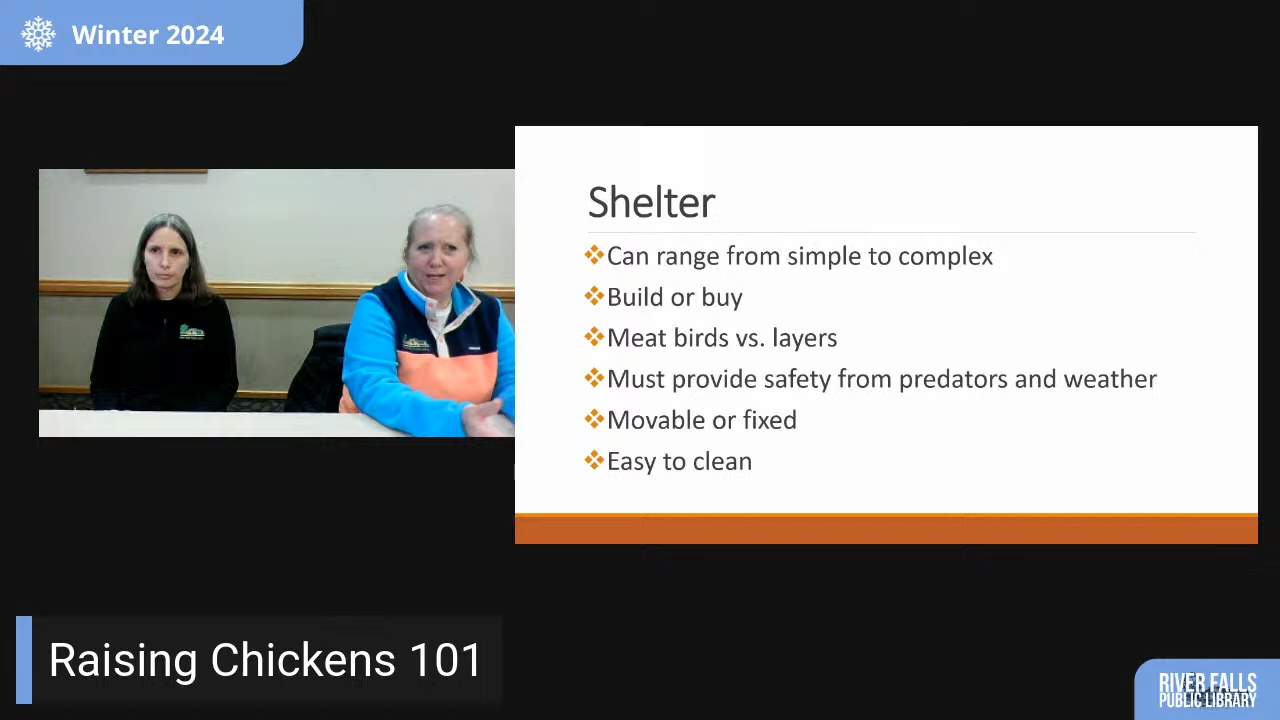 Winter 2024
Shelter
Can range from simple to complex
Build or buy
Meat birds vs. layers
Must provide safety from predators and weather
Movable or fixed
Easy to clean
Raising Chickens 101
RIVER FALLS
PUBLIC LIBRARY